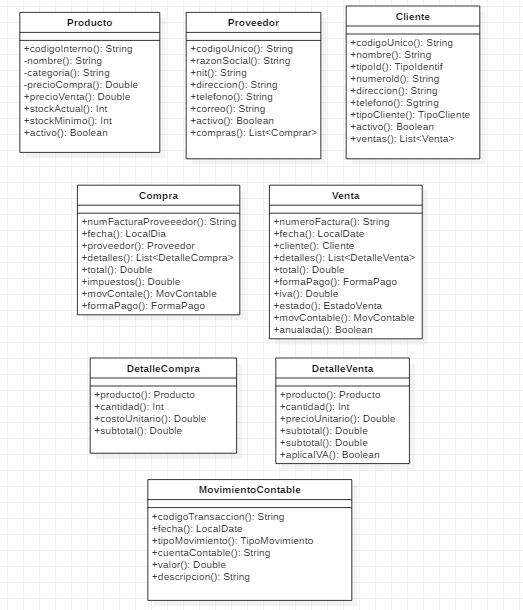 Producto
+codigoInterno(): String
-nombre(): String
-categoria(): String
-precioCompra(): Double
+precioVenta(): Double
+stockActual(): Int
+stockMinimo(): Int
+activo(): Boolean
Proveedor
+codigoUnico(): String
+razonSocial(): String
+nit(): String
+direccion(): String
+telefono(): String
+correo(): String
+activo(): Boolean
+compras(): List<Comprar>
Cliente
+codigoUnico(): String
+nombre(): String
+tipoId(): TipoIdentif
+numeroId(): String
+direccion(): String
+telefono(): Sgtring
+tipoCliente(): TipoCliente
+activo(): Boolean
+ventas(): List<Venta>
Compra
+numFacturaProveeedor(): String
+fecha(): LocalDia
+proveedor(): Proveedor
+detalles(): List<DetalleCompra>
+total(): Double
+impuestos(): Double
+movContale(): MovContable
+formaPago(): FormaPago
Venta
+numeroFactura(): String
+fecha(): LocalDate
+cliente(): Cliente
+detalles(): List<DetalleVenta>
+total(): Double
+formaPago(): FormaPago
+iva(): Double
+estado(): EstadoVenta
+movContable(): MovContable
+anualada(): Boolean
DetalleCompra
+producto(): Producto
+cantidad(): Int
+costoUnitario(): Double
+subtotal(): Double
DetalleVenta
+producto(): Producto
+cantidad(): Int
+precioUnitario(): Double
+subtotal(): Double
+subtotal(): Double
+aplicaIVA(): Boolean
MovimientoContable
+codigoTransaccion(): String
+fecha(): LocalDate
+tipoMovimiento(): TipoMovimiento
+cuentaContable(): String
+valor(): Double
+descripcion(): String